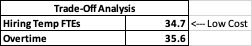 Trade-Off Analysis
Hiring Temp FTEs 34.7 <--- Low Cost
Overtime 35.6